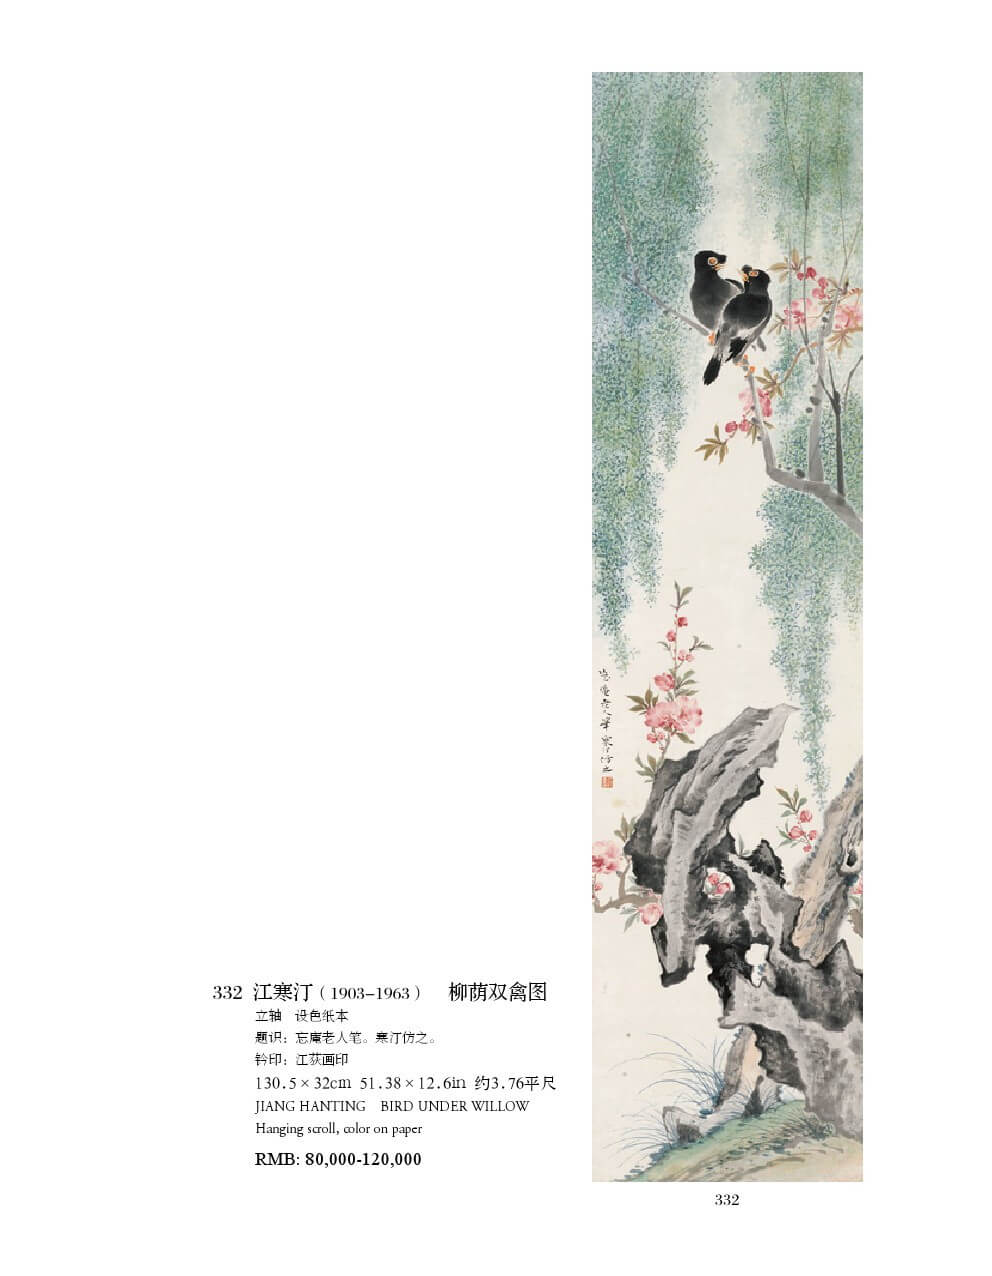 忘庵老人笔寒汀仿之
332 江寒汀（1903-1963） 柳荫双禽图
立轴 设色纸本
题识：忘庵老人笔。寒汀仿之。
钤印：江荻画印
130.5×32cm 51.38×12.6in 约3.76平尺
JIANG HANTING BIRD UNDER WILLOW
Hanging scroll, color on paper
RMB: 80,000-120,000
332